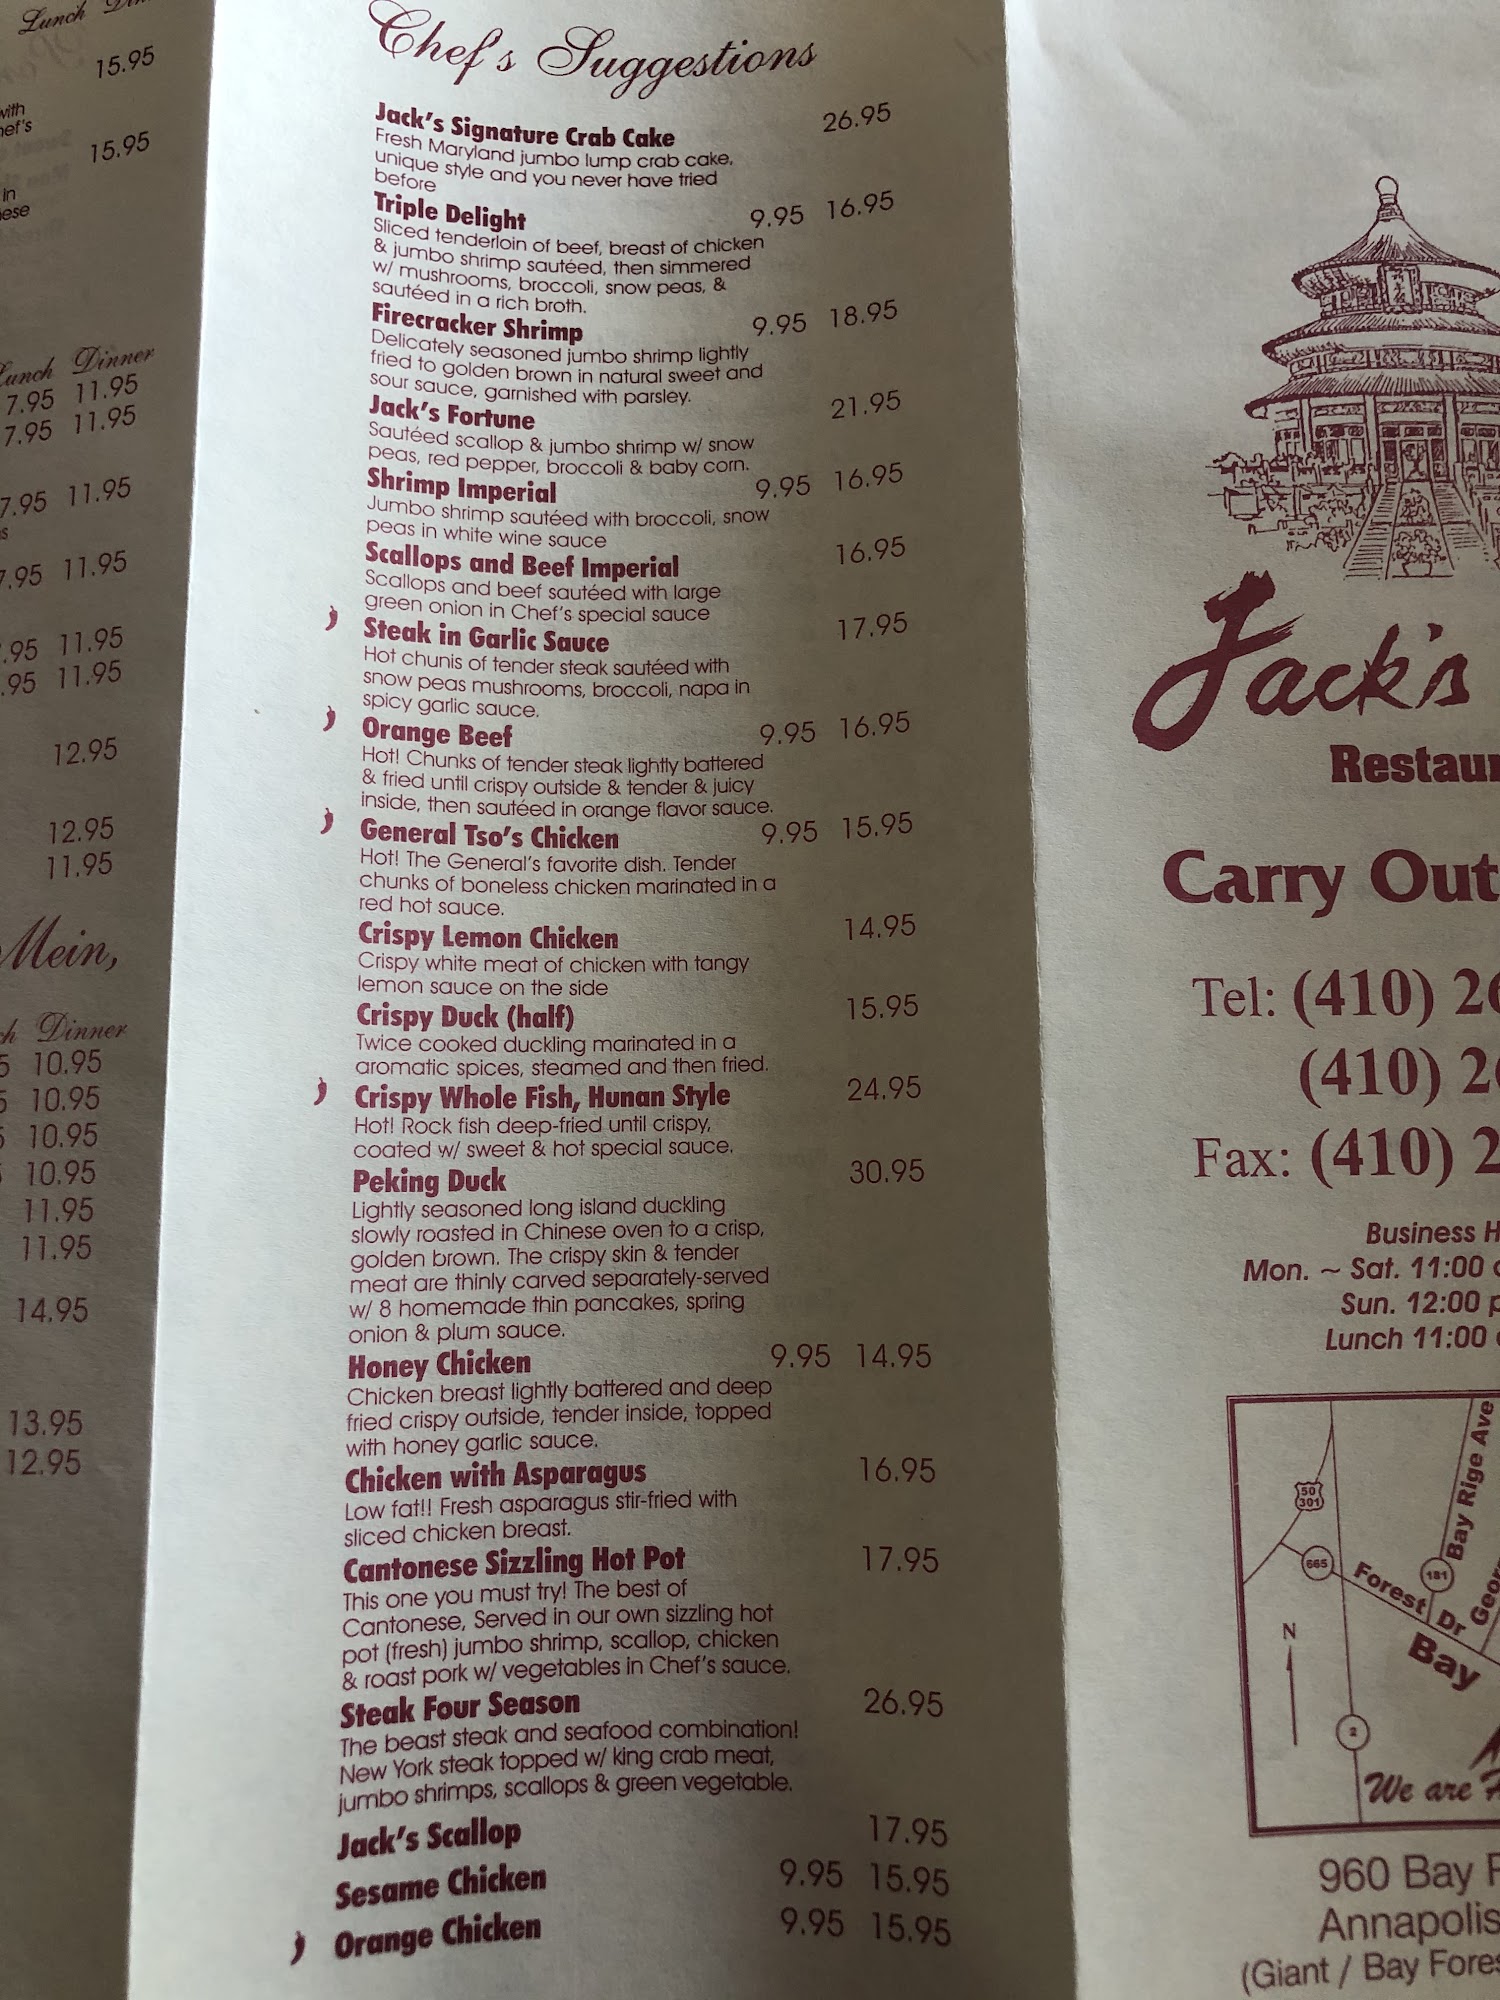 Lunch
15.95
with
15.95
in
Lunch Dinner
7.95 11.95
7.95 11.95
7.95 11.95
.95 11.95
.95 11.95
.95 11.95
12.95
12.95
11.95
Mein,
Dinner
10.95
10.95
10.95
10.95
11.95
11.95
14.95
13.95
12.95
Chef's Suggestions
Jack's Signature Crab Cake 26.95
Fresh Maryland jumbo lump crab cake,
unique style and you never have tried
before
Triple Delight 9.95 16.95
Sliced tenderloin of beef, breast of chicken
& jumbo shrimp sautéed, then simmered
w/ mushrooms, broccoli, snow peas, &
sautéed in a rich broth.
Firecracker Shrimp 9.95 18.95
Delicately seasoned jumbo shrimp lightly
fried to golden brown in natural sweet and
sour sauce, garnished with parsley.
Jack's Fortune 21.95
Sautéed scallop & jumbo shrimp w/ snow
peas, red pepper, broccoli & baby corn.
Shrimp Imperial 9.95 16.95
Jumbo shrimp sautéed with broccoli, snow
peas in white wine sauce
Scallops and Beef Imperial 16.95
Scallops and beef sautéed with large
green onion in Chef's special sauce
Steak in Garlic Sauce 17.95
Hot chunis of tender steak sautéed with
snow peas mushrooms, broccoli, napa in
spicy garlic sauce.
Orange Beef 9.95 16.95
Hot! Chunks of tender steak lightly battered
& fried until crispy outside & tender & juicy
inside, then sautéed in orange flavor sauce.
General Tso's Chicken 9.95 15.95
Hot! The General's favorite dish. Tender
chunks of boneless chicken marinated in a
red hot sauce.
Crispy Lemon Chicken 14.95
Crispy white meat of chicken with tangy
lemon sauce on the side
Crispy Duck (half) 15.95
Twice cooked duckling marinated in a
aromatic spices, steamed and then fried.
Crispy Whole Fish, Hunan Style 24.95
Hot! Rock fish deep-fried until crispy,
coated w/ sweet & hot special sauce.
Peking Duck 30.95
Lightly seasoned long island duckling
slowly roasted in Chinese oven to a crisp,
golden brown. The crispy skin & tender
meat are thinly carved separately-served
w/ 8 homemade thin pancakes, spring
onion & plum sauce.
Honey Chicken 9.95 14.95
Chicken breast lightly battered and deep
fried crispy outside, tender inside, topped
with honey garlic sauce.
Chicken with Asparagus 16.95
Low fat!! Fresh asparagus stir-fried with
sliced chicken breast.
Cantonese Sizzling Hot Pot 17.95
This one you must try! The best of
Cantonese, Served in our own sizzling hot
pot (fresh) jumbo shrimp, scallop, chicken
& roast pork w/ vegetables in Chef's sauce.
Steak Four Season 26.95
The beast steak and seafood combination!
New York steak topped w/ king crab meat,
jumbo shrimps, scallops & green vegetable.
Jack's Scallop 17.95
Sesame Chicken 9.95 15.95
Orange Chicken 9.95 15.95
Jack's
Restaur
Carry Out
Tel: (410) 26
(410) 26
Fax: (410) 2
Business H
Mon. ~ Sat. 11:00
Sun. 12:00 p
Lunch 11:00
50
301
665
Forest Dr
181
Bay Rige Ave
Geor
Bay
N
2
We are
960 Bay
Annapolis
(Giant / Bay Fores